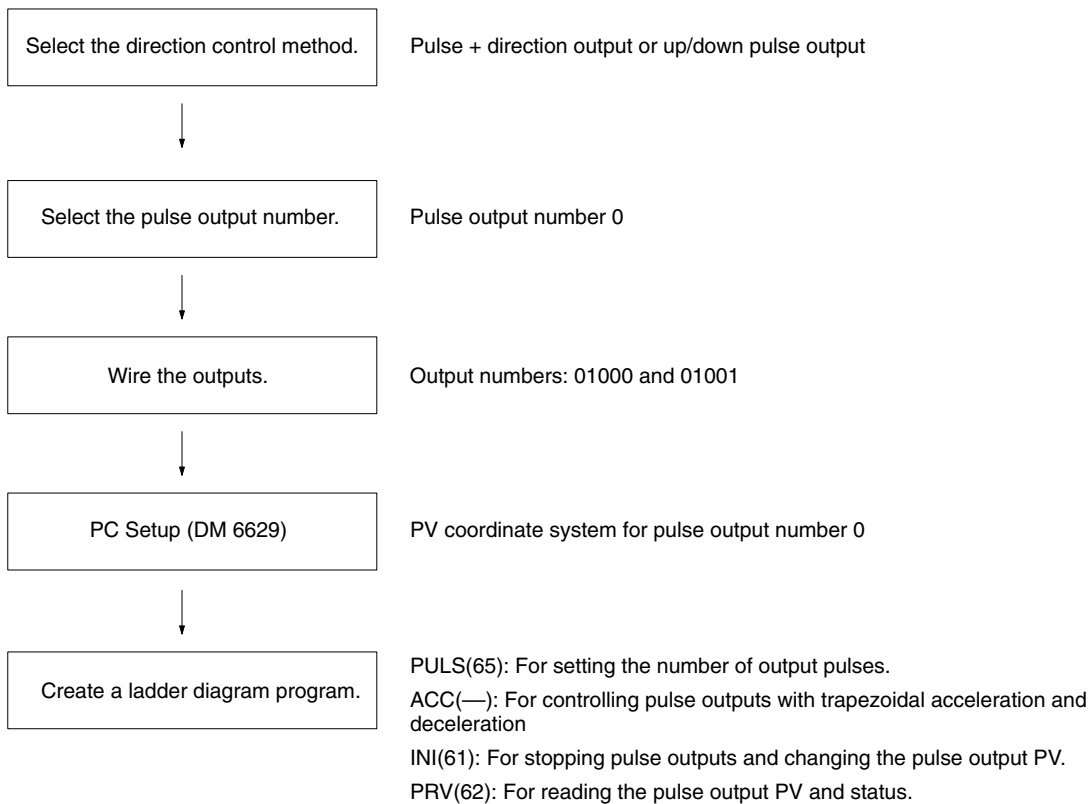 Select the direction control method.
Pulse + direction output or up/down pulse output
Select the pulse output number.
Pulse output number 0
Wire the outputs.
Output numbers: 01000 and 01001
PC Setup (DM 6629)
PV coordinate system for pulse output number 0
Create a ladder diagram program.
PULS(65): For setting the number of output pulses.
ACC(—): For controlling pulse outputs with trapezoidal acceleration and
deceleration
INI(61): For stopping pulse outputs and changing the pulse output PV.
PRV(62): For reading the pulse output PV and status.